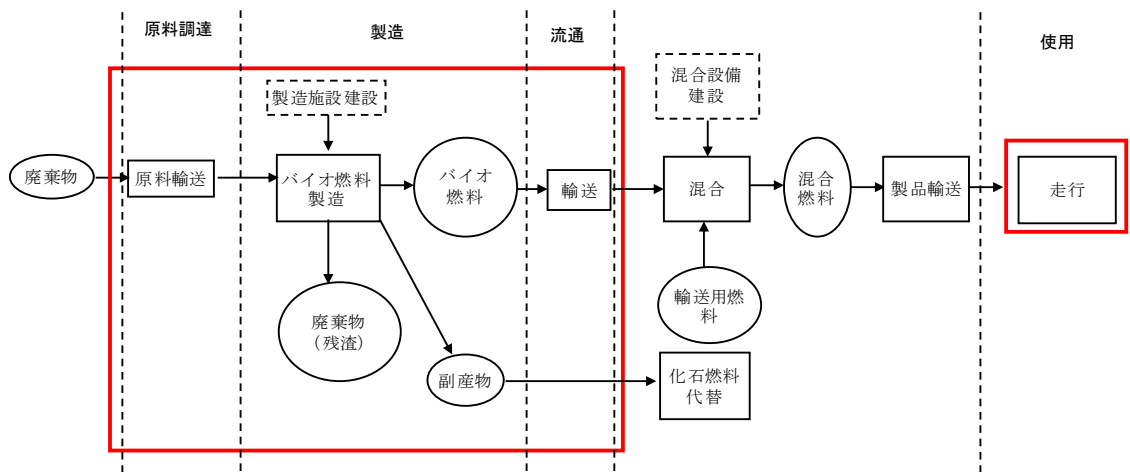 原料調達
製造
流通
使用
製造施設建設
混合設備
建設
廃棄物
原料輸送
バイオ燃料
製造
バイオ
燃料
輸送
混合
混合
燃料
製品輸送
走行
廃棄物
（残渣）
輸送用燃
料
副産物
化石燃料
代替